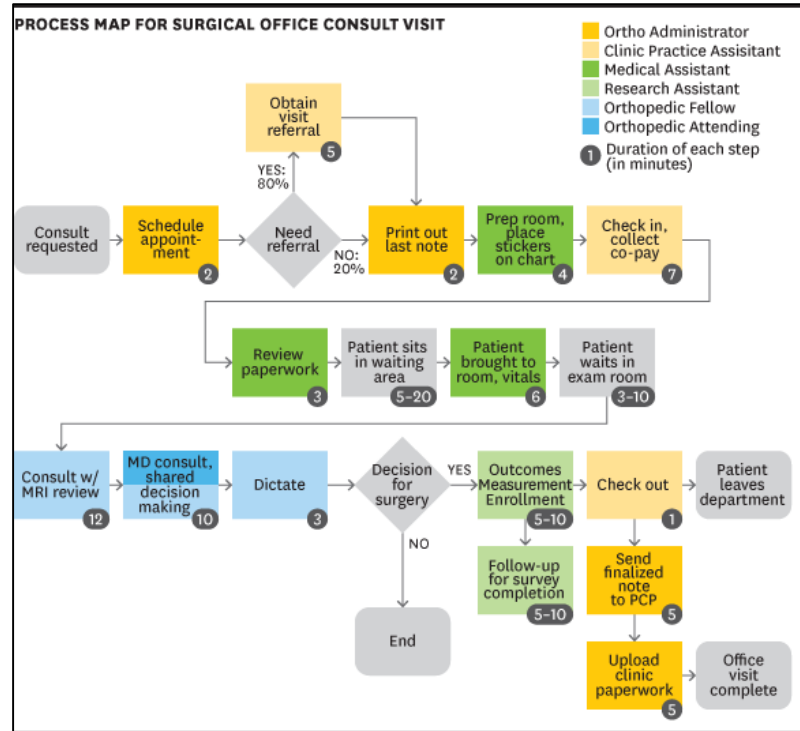 PROCESS MAP FOR SURGICAL OFFICE CONSULT VISIT
Ortho Administrator
Clinic Practice Assisitant
Medical Assistant
Research Assistant
Orthopedic Fellow
Orthopedic Attending
1 Duration of each step
(in minutes)
Obtain
visit
referral
5
YES:
80%
Consult
requested
Schedule
appoint-
ment
2
Need
referral
NO:
20%
Print out
last note
2
Prep room,
place
stickers
on chart
4
Check in,
collect
co-pay
7
Review
paperwork
3
Patient sits
in waiting
area
5–20
Patient
brought to
room, vitals
6
Patient
waits in
exam room
3–10
Consult w/
MRI review
12
MD consult,
shared
decision
making
10
Dictate
3
Decision
for
surgery
YES
NO
End
Outcomes
Measurement
Enrollment
5–10
Follow-up
for survey
completion
5–10
Check out
1
Patient
leaves
department
Send
finalized
note
to PCP
5
Upload
clinic
paperwork
5
Office
visit
complete